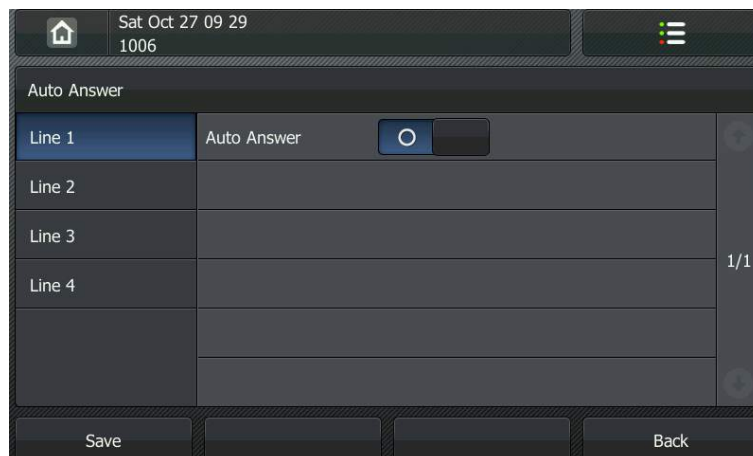 Sat Oct 27 09 29
1006
Auto Answer
Line 1
Auto Answer
Line 2
Line 3
Line 4
1/1
Save
Back